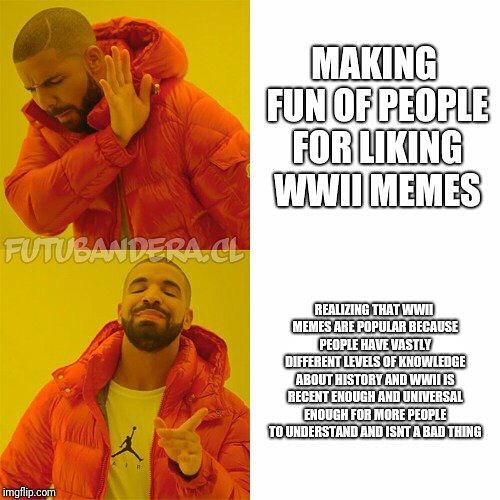 MAKING
FUN OF PEOPLE
FOR LIKING
WWII MEMES
FUTUBANDERA.CL
REALIZING THAT WWII
MEMES ARE POPULAR BECAUSE
PEOPLE HAVE VASTLY
DIFFERENT LEVELS OF KNOWLEDGE
ABOUT HISTORY AND WWII IS
RECENT ENOUGH AND UNIVERSAL
ENOUGH FOR MORE PEOPLE
TO UNDERSTAND AND ISNT A BAD THING
AIR
imgflip.com